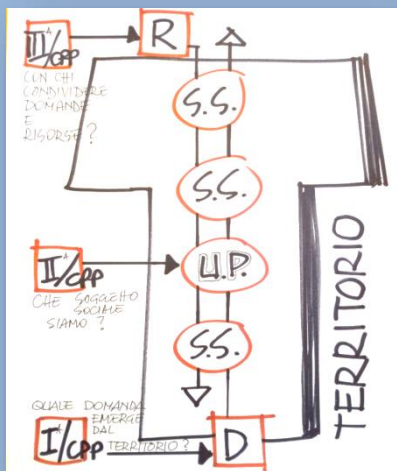 III^/CPP
CON CHI
CONDIVIDERE
DOMANDE
E
RISORSE?
R
S.S.
S.S.
II^/CPP
CHE SOGGETTO
SOCIALE
SIAMO?
U.P.
S.S.
TERRITORIO
QUALE DOMANDA
EMERGE
DAL
TERRITORIO?
I^/CPP
D